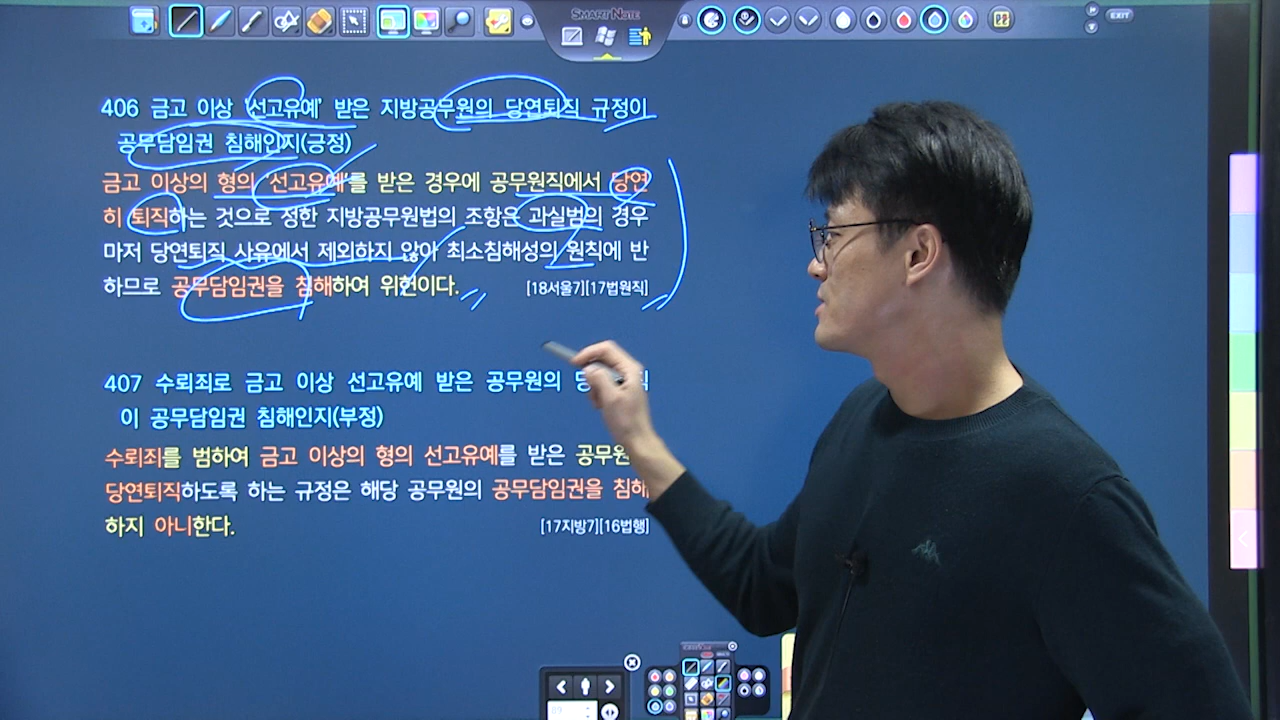 SMART NOTE
EXIT
406 금고 이상 '선고유예' 받은 지방공무원의 당연퇴직 규정이
공무담임권 침해인지(긍정)
금고 이상의 형의 '선고유예'를 받은 경우에 공무원직에서 당연
히 퇴직하는 것으로 정한 지방공무원법의 조항은 과실범의 경우
마저 당연퇴직 사유에서 제외하지 않아 최소침해성의 원칙에 반
하므로 공무담임권을 침해하여 위헌이다.
[18서울7][17법원직]
407 수뢰죄로 금고 이상 선고유예 받은 공무원의 당
이 공무담임권 침해인지(부정)
수뢰죄를 범하여 금고 이상의 형의 선고유예를 받은 공무원
당연퇴직하도록 하는 규정은 해당 공무원의 공무담임권을 침해
하지 아니한다.
[17지방7][16법행]